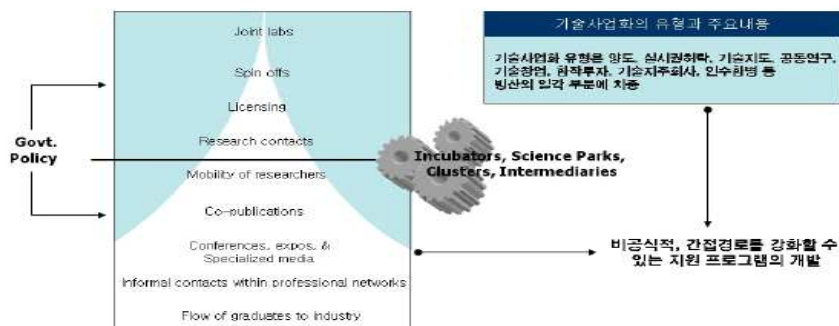 Joint labs
Spin offs
Licensing
Research contacts
Mobility of researchers
Co-publications
Conferences, expos, &
Specialized media
Informal contacts within professional networks
Flow of graduates to industry
Govt.
Policy
Incubators, Science Parks,
Clusters, Intermediaries
기술사업화의 유형과 주요내용
기술사업화 유형은 양도, 실시권허락, 기술지도, 공동연구,
기술창업, 합작투자, 기술지주회사, 인수합병 등
빙산의 일각 부분에 치중
비공식적, 간접경로를 강화할 수
있는 지원 프로그램의 개발